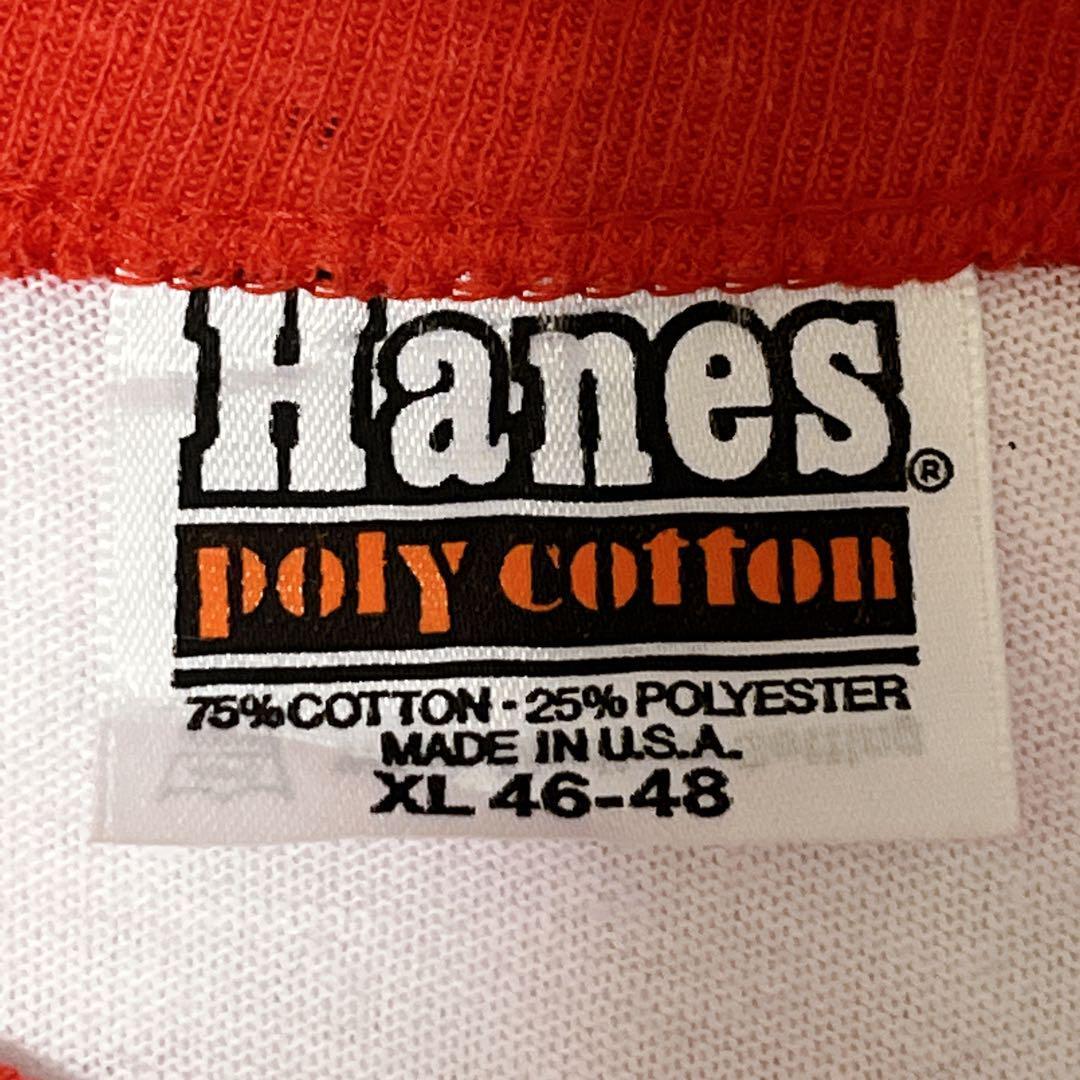 Hanes®
poly cotton
75% COTTON - 25% POLYESTER
MADE IN U.S.A.
XL 46-48